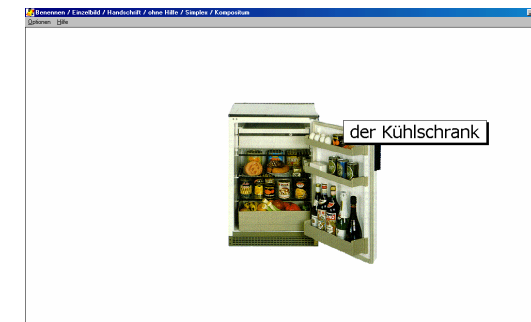 Benennen / Einzelbild / Handschrift / ohne Hilfe / Simplex / Kompositum
Optionen Hilfe
der Kühlschrank